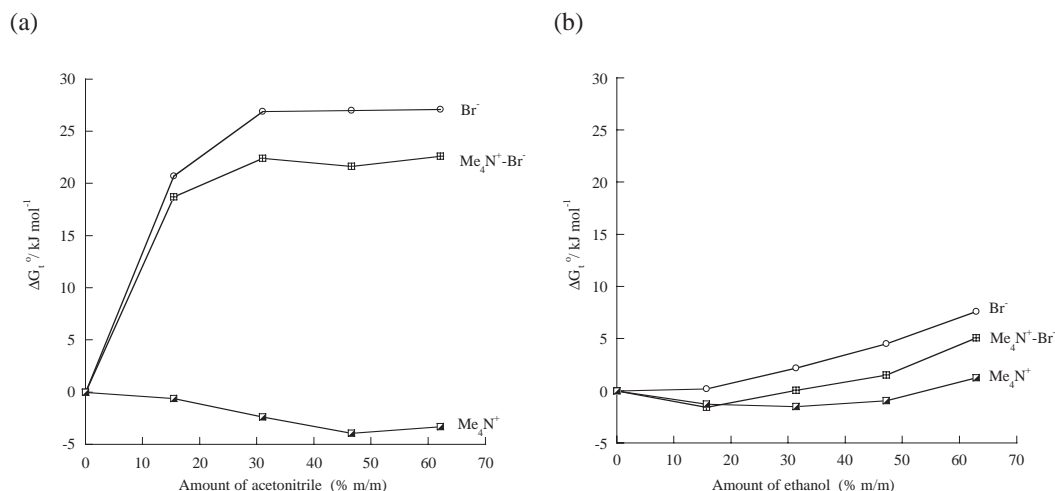 (a)
30
25
20
15
10
5
0
-5
ΔGₜ°/ kJ mol⁻¹
Br⁻
Me₄N⁺-Br⁻
Me₄N⁺
0 10 20 30 40 50 60 70
Amount of acetonitrile (% m/m)
(b)
30
25
20
15
10
5
0
-5
ΔGₜ°/ kJ mol⁻¹
Br⁻
Me₄N⁺-Br⁻
Me₄N⁺
0 10 20 30 40 50 60 70
Amount of ethanol (% m/m)